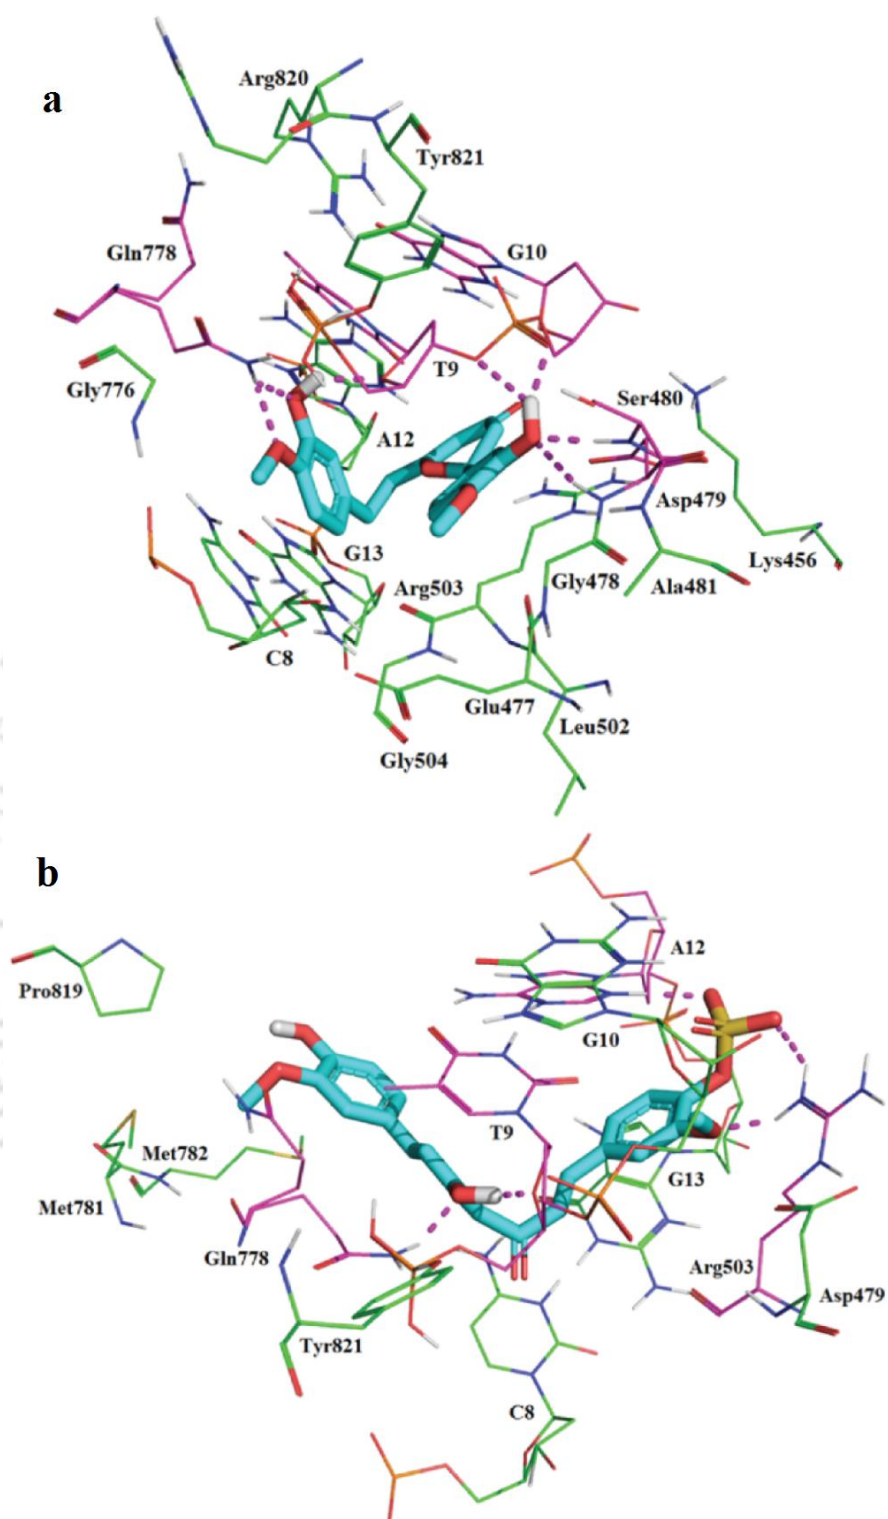 a
Arg820
Tyr821
Gln778
G10
Gly776
T9
Ser480
A12
Asp479
G13
Lys456
Arg503
Gly478
Ala481
C8
Glu477
Leu502
Gly504
b
A12
Pro819
G10
T9
Met782
G13
Met781
Gln778
Arg503
Asp479
Tyr821
C8